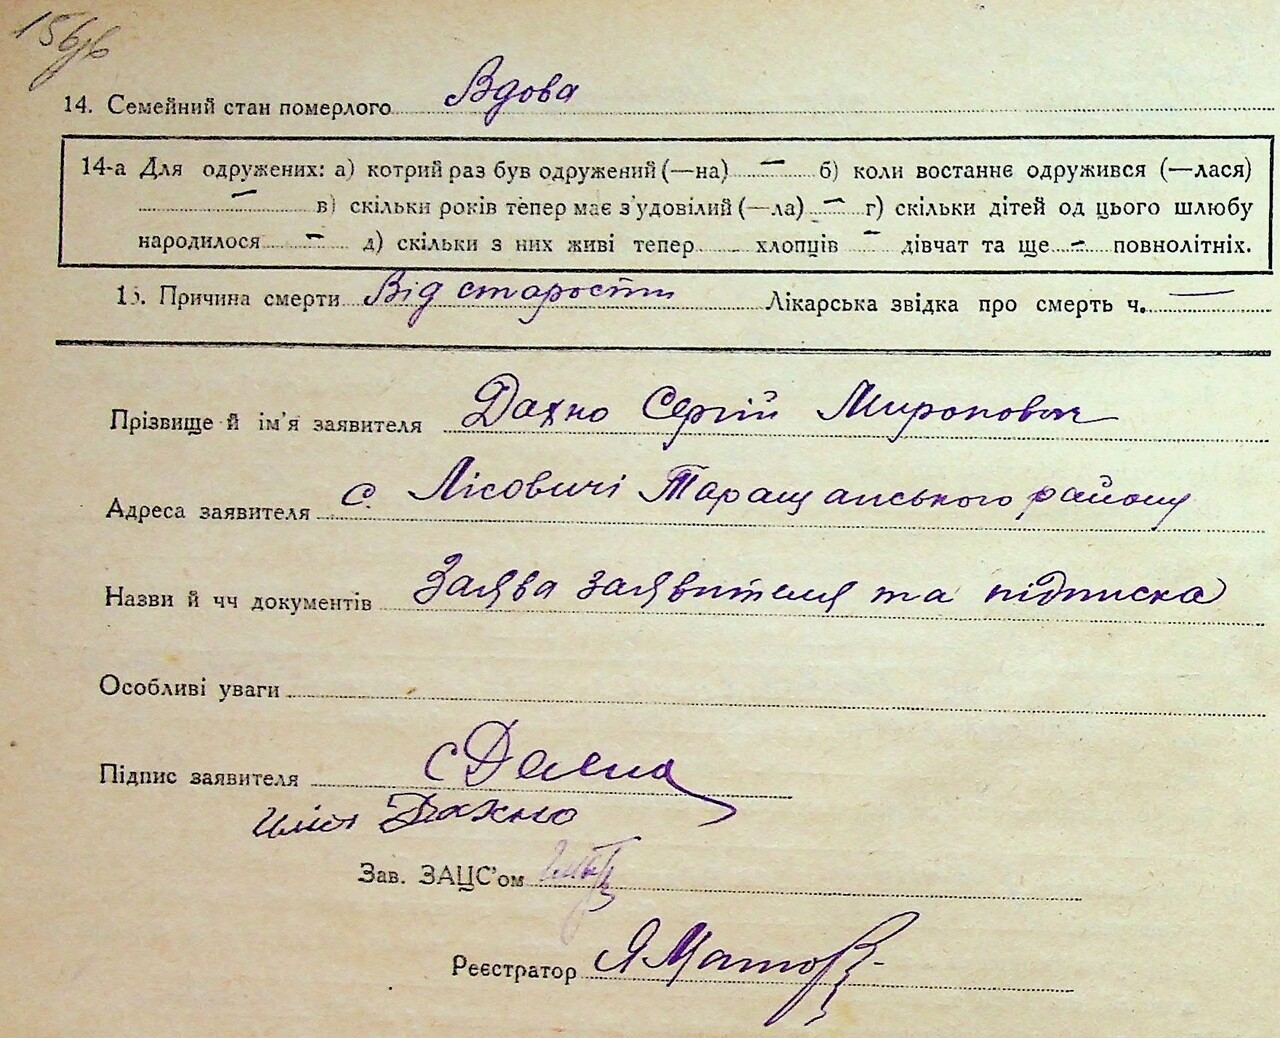 156/6
14. Семейний стан померлого Вдова
14-а Для одружених: а) котрий раз був одружений (—на) — б) коли востаннє одружився (—лася)
— в) скільки років тепер має з'удовілий (—ла) — г) скільки дітей од цього шлюбу
народилося — д) скільки з них живі тепер хлопців — дівчат та ще — повнолітніх.
15. Причина смерти Від старости Лікарська звідка про смерть ч. —
Прізвище й ім'я заявителя Дахно Сергій Миронович
Адреса заявителя с. Лісовичі Таращанського району
Назви й чч документів Заява заявителя та підписка
Особливі уваги
Підпис заявителя С Дахно
Дахно
Зав. ЗАЦС'ом
Реєстратор